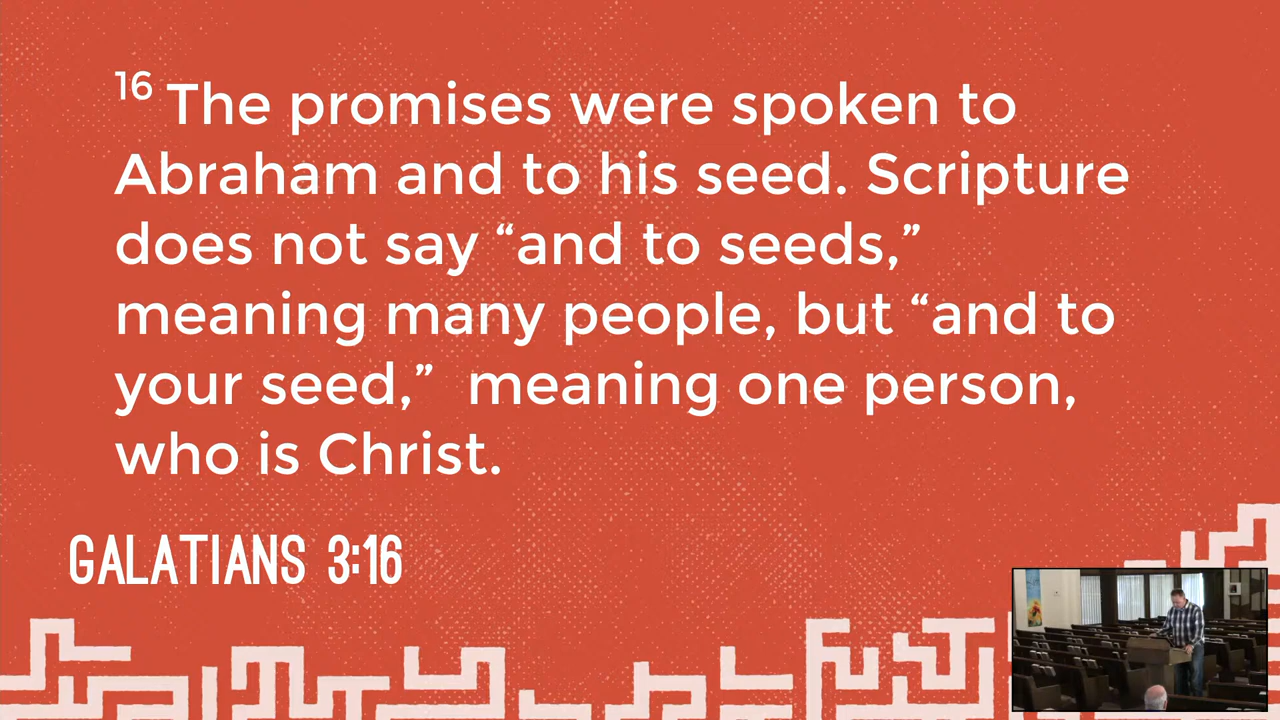 16 The promises were spoken to
Abraham and to his seed. Scripture
does not say “and to seeds,”
meaning many people, but “and to
your seed,” meaning one person,
who is Christ.
GALATIANS 3:16